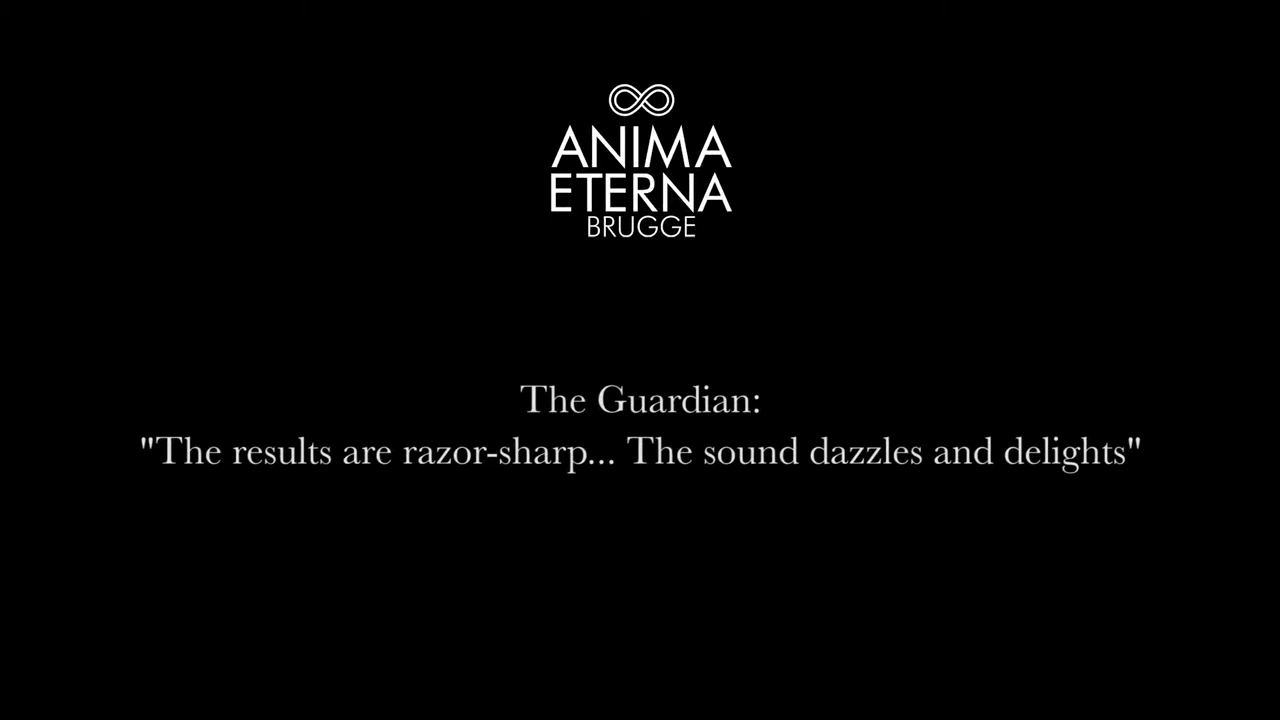 ANIMA
ETERNA
BRUGGE
The Guardian:
"The results are razor-sharp... The sound dazzles and delights"